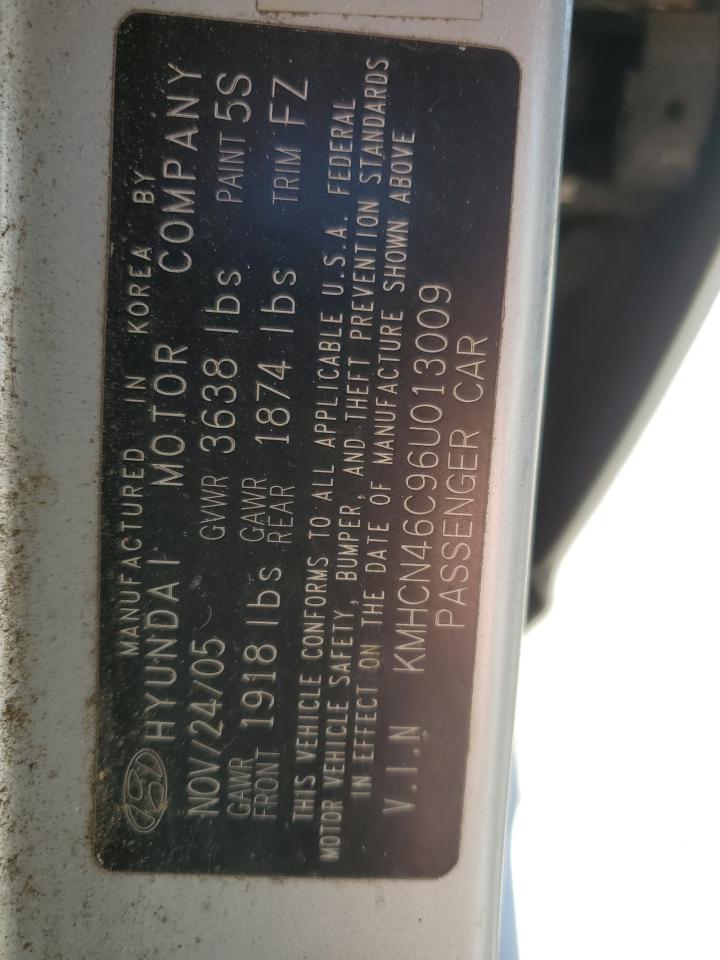 MANUFACTURED IN KOREA BY
HYUNDAI MOTOR COMPANY
NOV/24/05 GVWR 3638 lbs PAINT 5S
GAWR FRONT 1918 lbs GAWR REAR 1874 lbs TRIM FZ
THIS VEHICLE CONFORMS TO ALL APPLICABLE U.S.A. FEDERAL
MOTOR VEHICLE SAFETY, BUMPER, AND THEFT PREVENTION STANDARDS
IN EFFECT ON THE DATE OF MANUFACTURE SHOWN ABOVE
V.I.N KMHCN46C96U013009
PASSENGER CAR